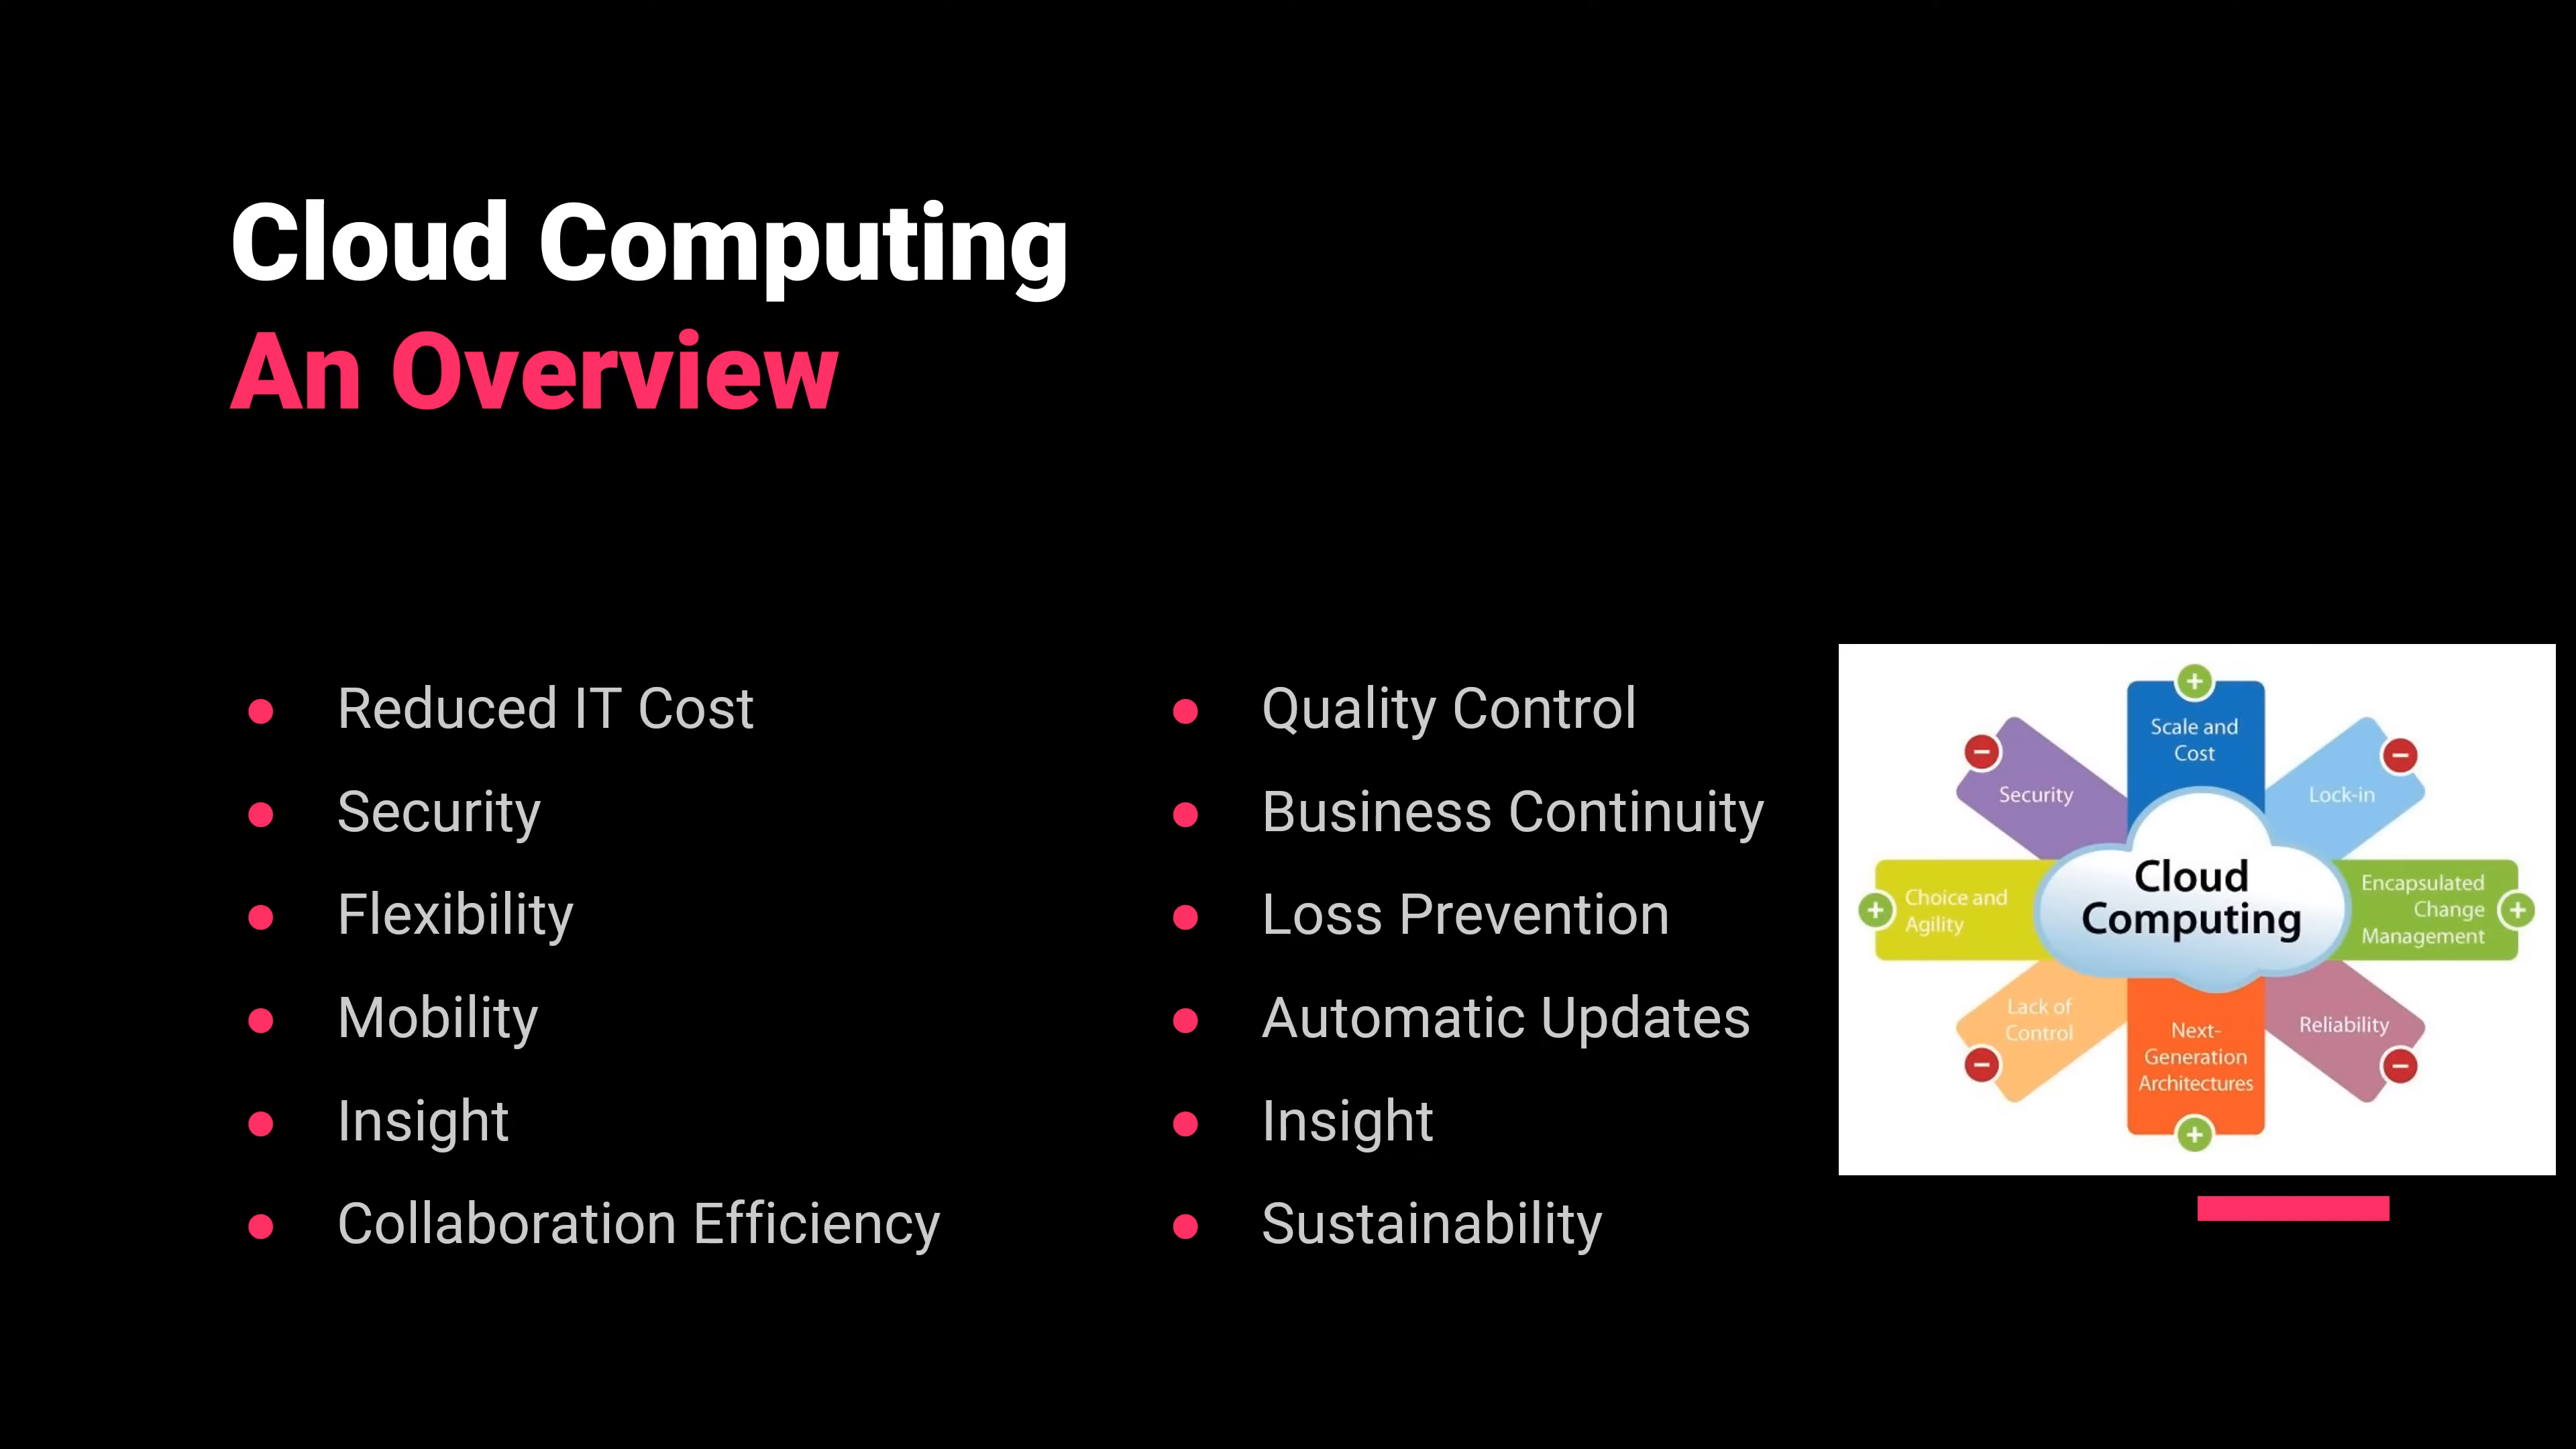 Cloud Computing
An Overview
● Reduced IT Cost
● Security
● Flexibility
● Mobility
● Insight
● Collaboration Efficiency
● Quality Control
● Business Continuity
● Loss Prevention
● Automatic Updates
● Insight
● Sustainability
+
Scale and
Cost
−
Security
−
Lock-in
Cloud
Computing
+
Choice and
Agility
Encapsulated
Change
Management
+
Lack of
Control
−
Next-
Generation
Architectures
+
Reliability
−